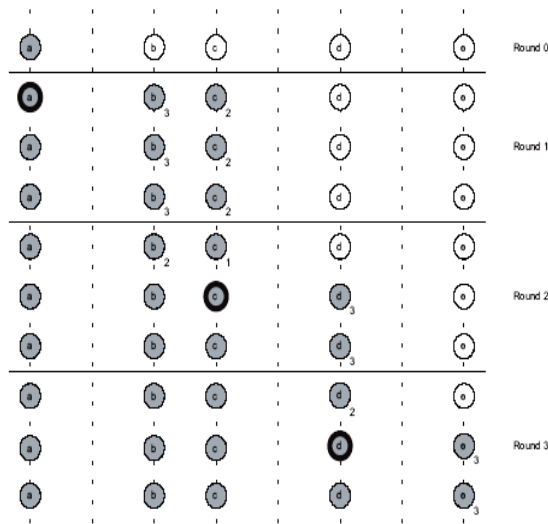 a b c d e Round 0
a b 3 c 2 d e
a b 3 c 2 d e Round 1
a b 3 c 2 d e
a b 2 c 1 d e
a b c d 3 e Round 2
a b c d 3 e
a b c d 2 e
a b c d e 3 Round 3
a b c d e 3